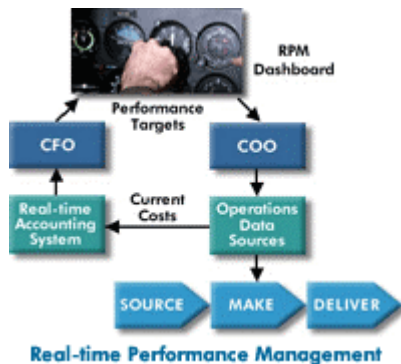 RPM
Dashboard
Performance
Targets
CFO
COO
Real-time
Accounting
System
Current
Costs
Operations
Data
Sources
SOURCE
MAKE
DELIVER
Real-time Performance Management